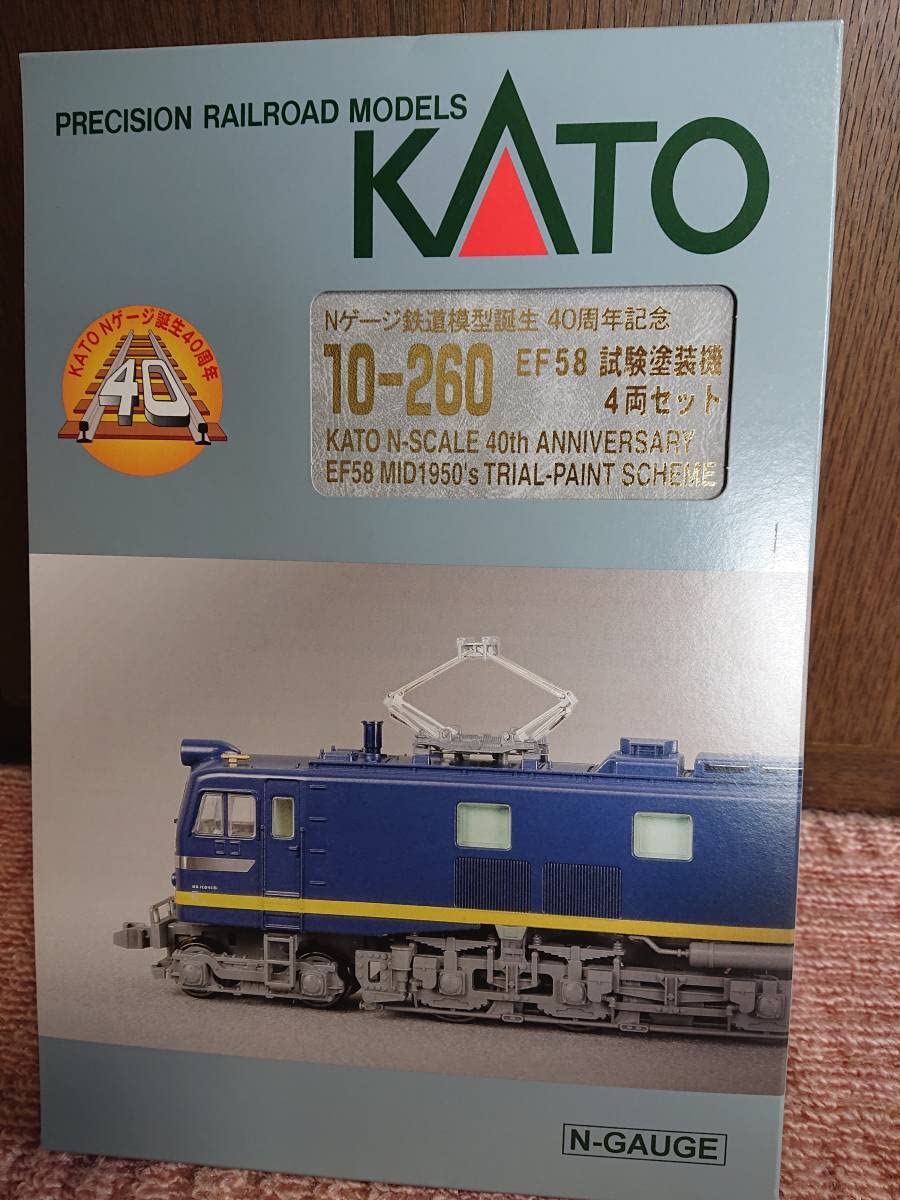 PRECISION RAILROAD MODELS
KATO
KATO Nゲージ誕生40周年
40
Nゲージ鉄道模型誕生 40周年記念
10-260 EF58 試験塗装機
4両セット
KATO N-SCALE 40th ANNIVERSARY
EF58 MID1950's TRIAL-PAINT SCHEME
N-GAUGE